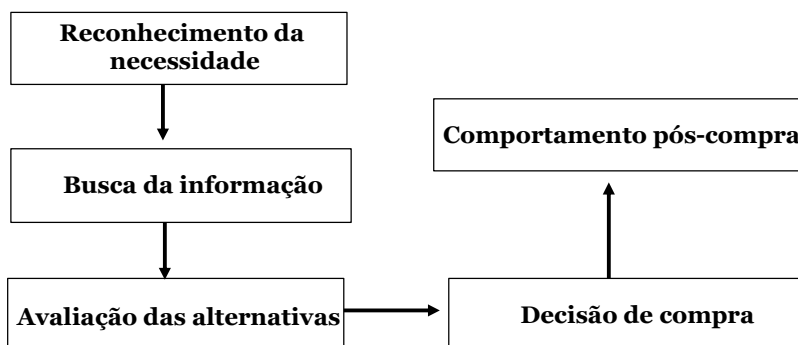 Reconhecimento da
necessidade
Busca da informação
Avaliação das alternativas
Decisão de compra
Comportamento pós-compra